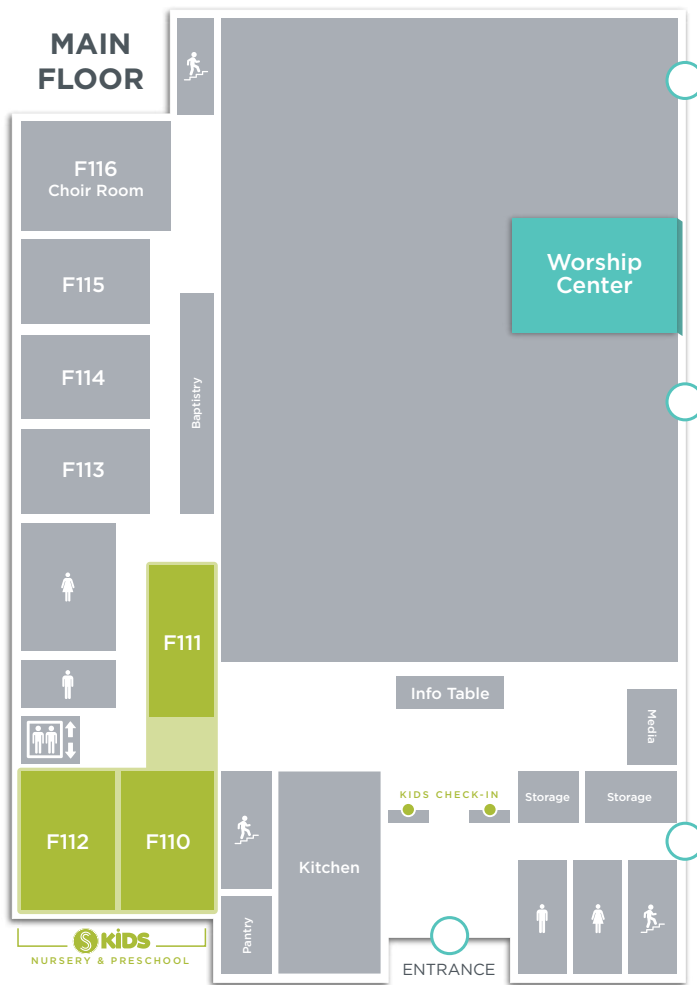 MAIN
FLOOR
F116
Choir Room
F115
Worship
Center
F114
Baptistry
F113
F111
Info Table
Media
KIDS CHECK-IN
Storage
Storage
F112
F110
Kitchen
Pantry
S KiDS
NURSERY & PRESCHOOL
ENTRANCE